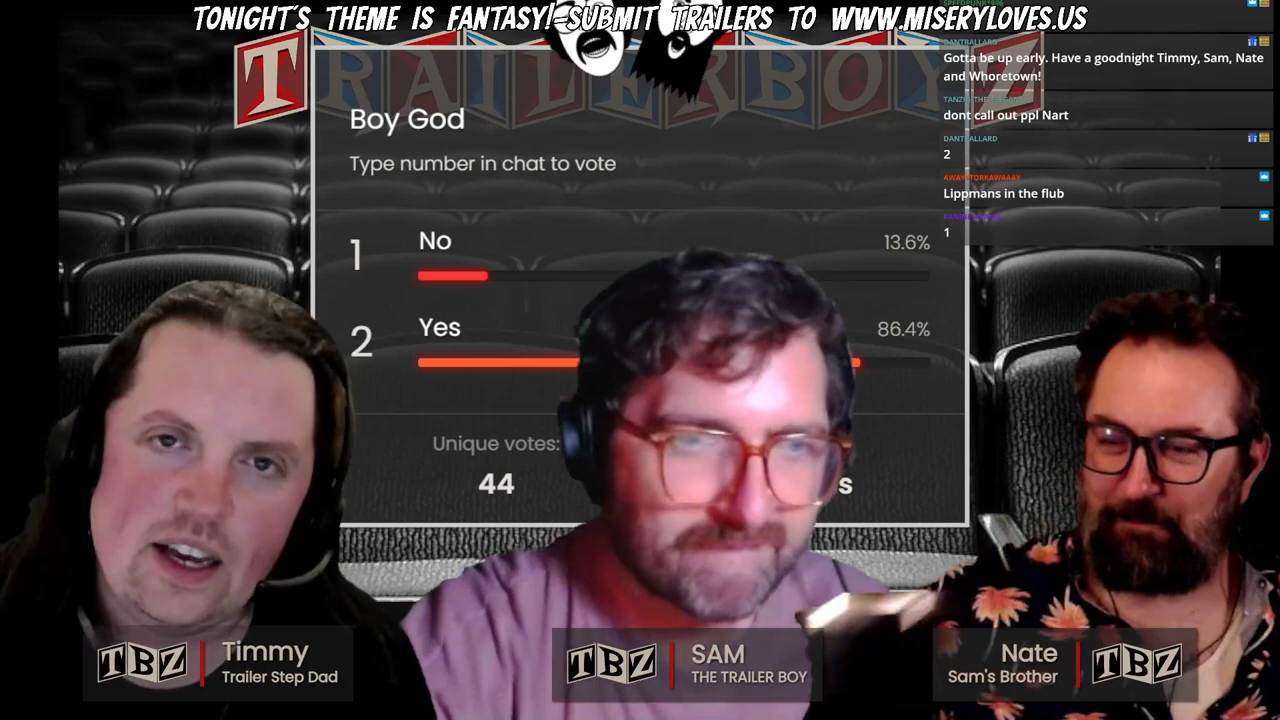 TONIGHT'S THEME IS FANTASY!-SUBMIT TRAILERS TO WWW.MISERYLOVES.US
TRAILERBOYZ
Boy God
Type number in chat to vote
1 No 13.6%
2 Yes 86.4%
Unique votes:
44
s
DANTBALLARD
Gotta be up early. Have a goodnight Timmy, Sam, Nate
and Whoretown!
dont call out ppl Nart
DANTBALLARD
2
Lippmans in the flub
1
TBZ Timmy
Trailer Step Dad
TBZ SAM
THE TRAILER BOY
Nate TBZ
Sam's Brother